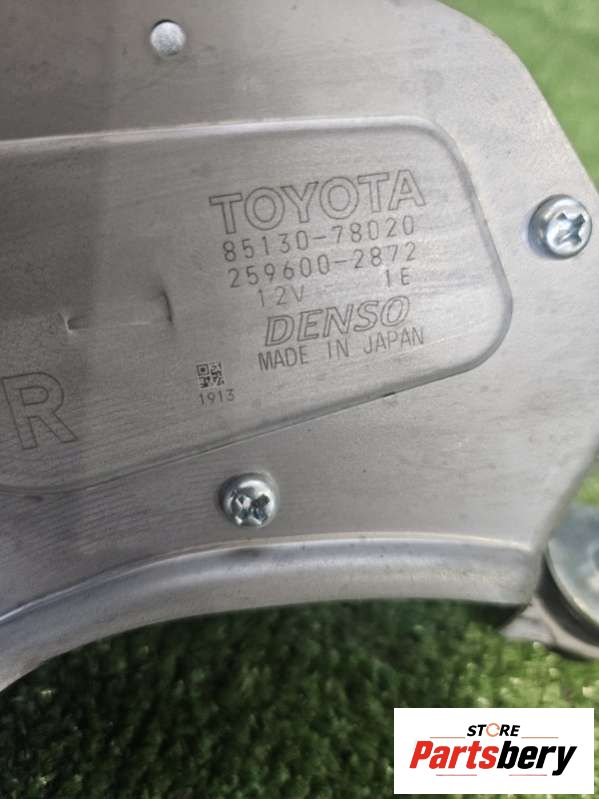 TOYOTA
85130-78020
259600-2872
12V 1E
DENSO
MADE IN JAPAN
1913
R
STORE
Partsbery